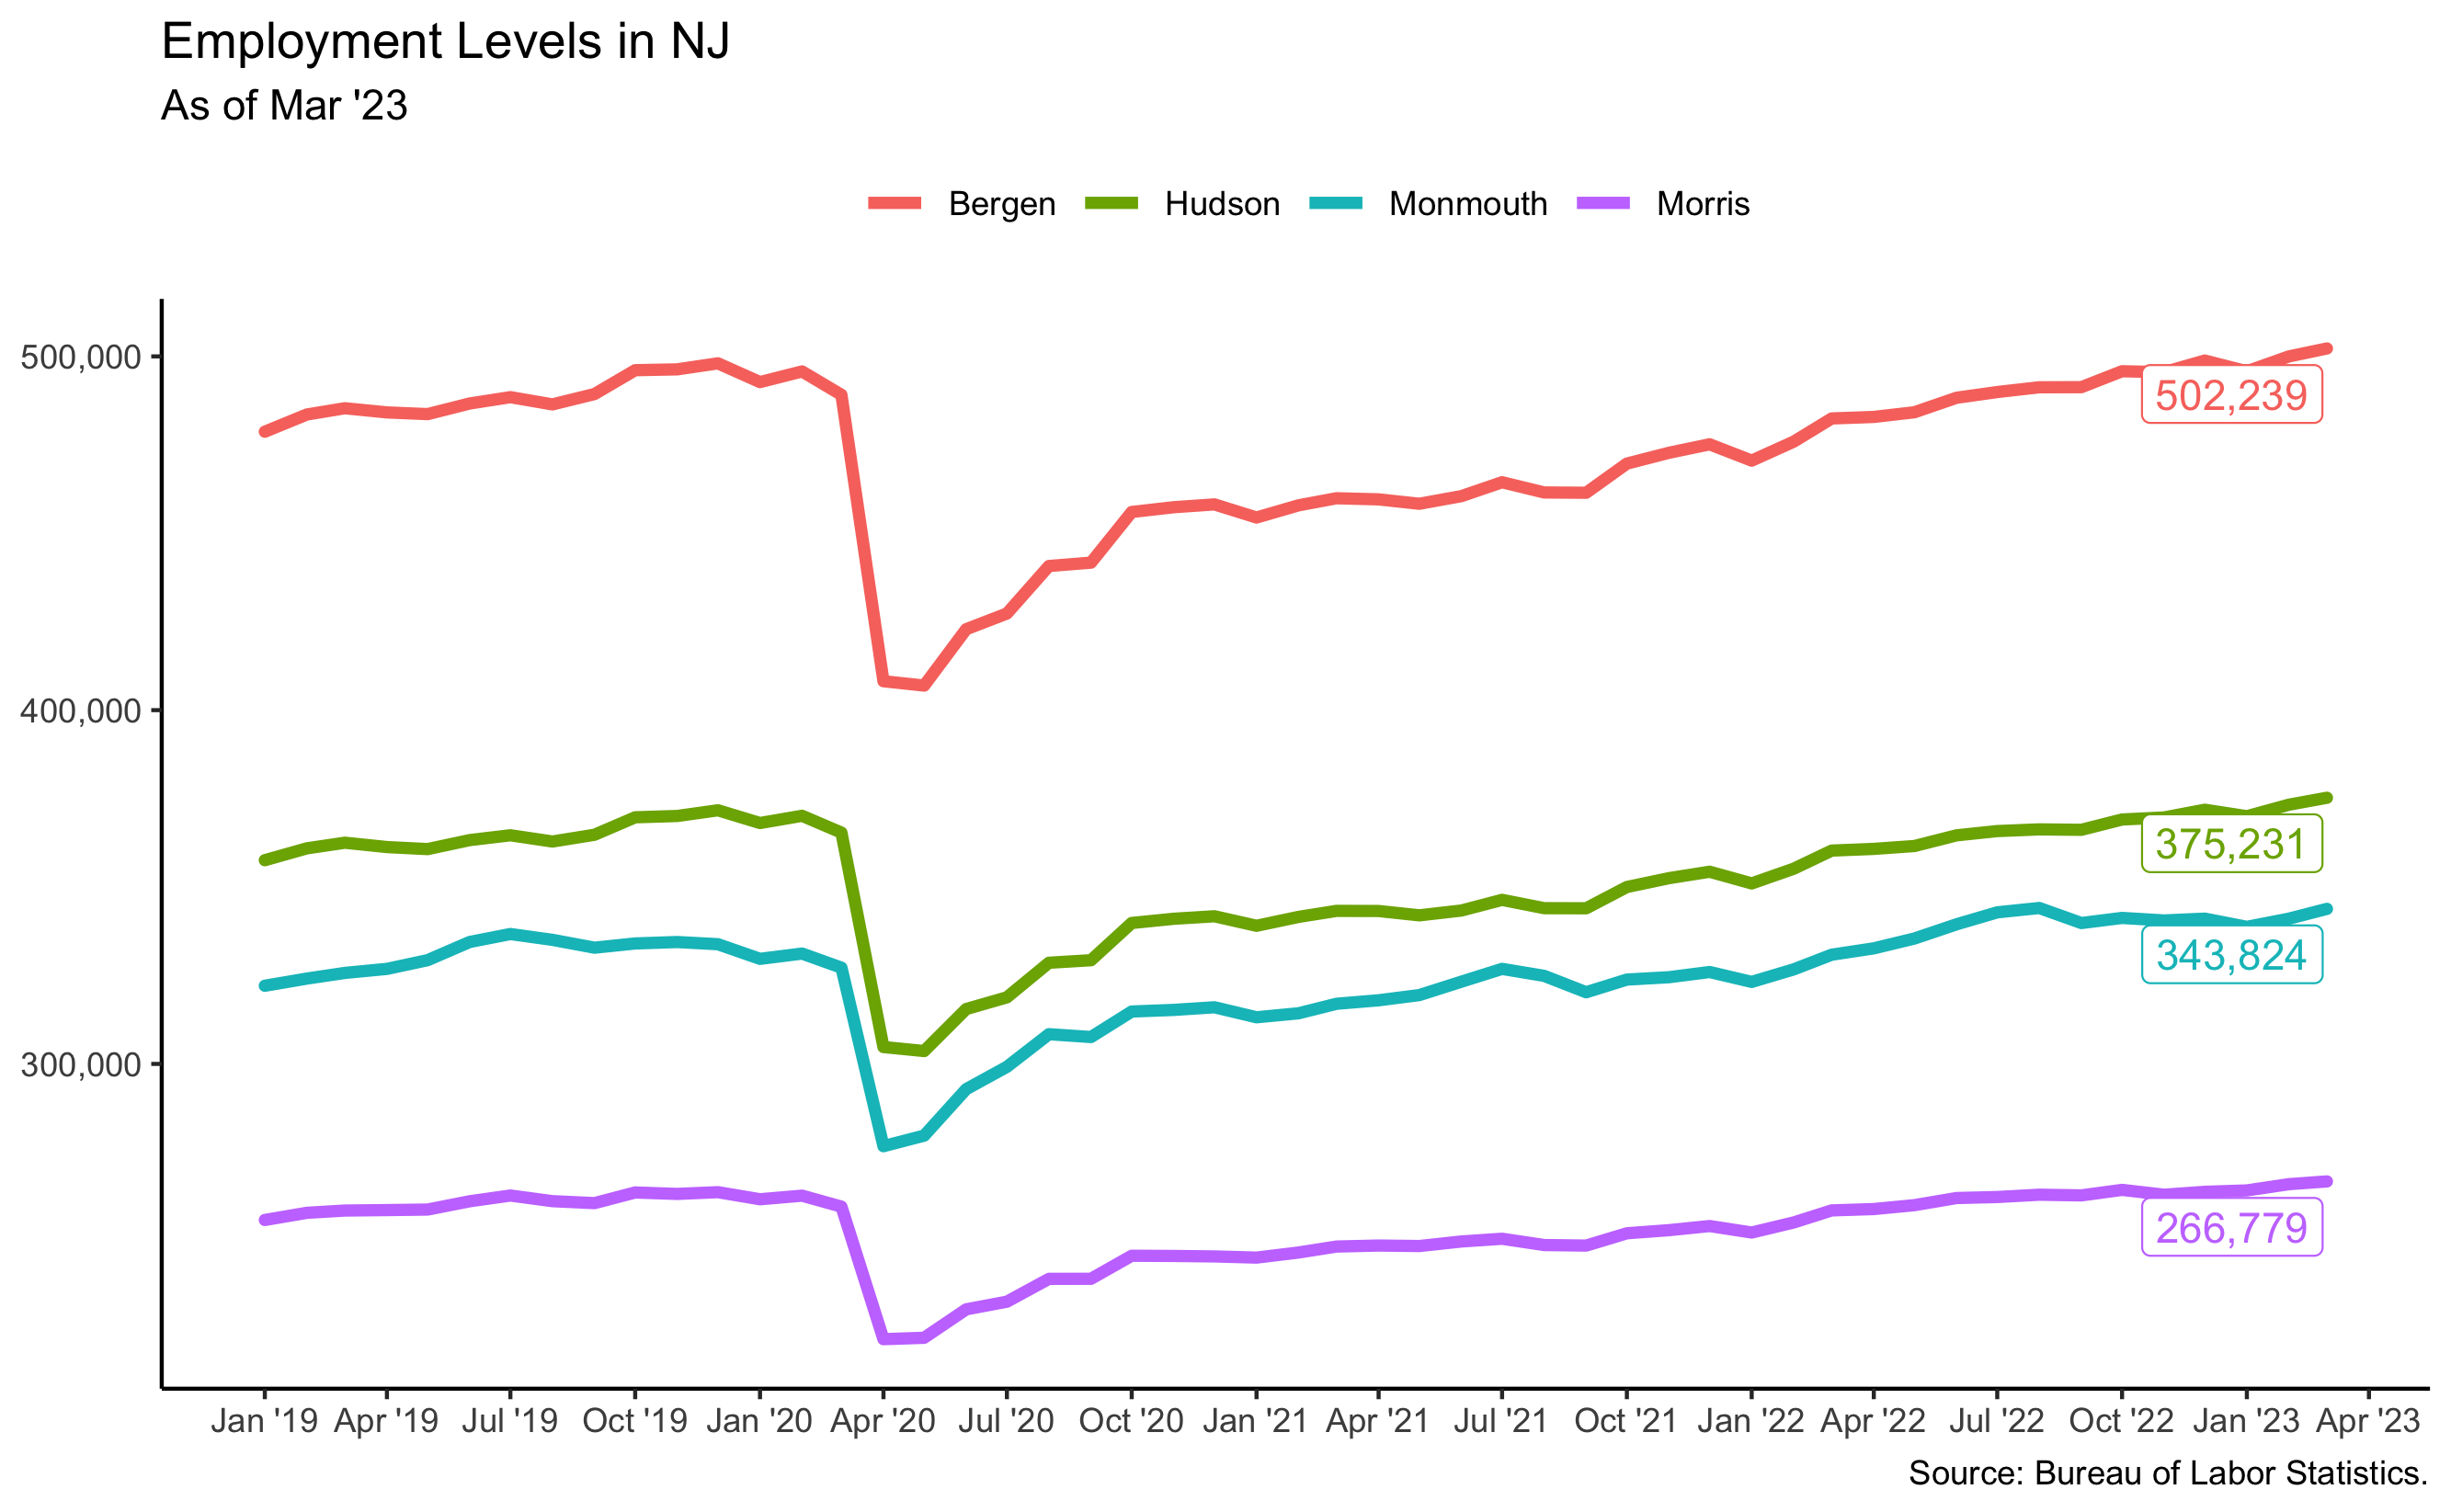 Employment Levels in NJ
As of Mar '23
Bergen Hudson Monmouth Morris
500,000
400,000
300,000
502,239
375,231
343,824
266,779
Jan '19 Apr '19 Jul '19 Oct '19 Jan '20 Apr '20 Jul '20 Oct '20 Jan '21 Apr '21 Jul '21 Oct '21 Jan '22 Apr '22 Jul '22 Oct '22 Jan '23 Apr '23
Source: Bureau of Labor Statistics.